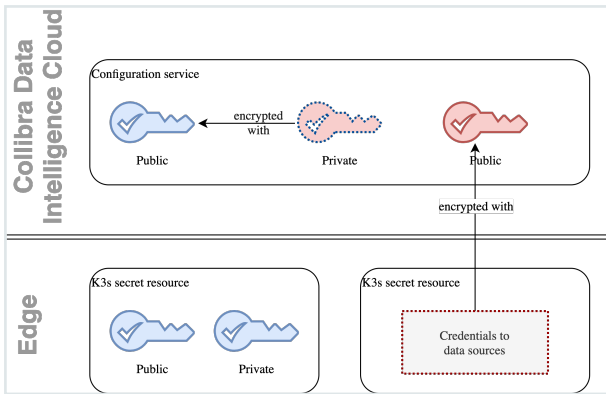 Collibra Data
Intelligence Cloud
Configuration service
encrypted
with
Public
Private
Public
encrypted with
Edge
K3s secret resource
K3s secret resource
Credentials to
data sources
Public
Private